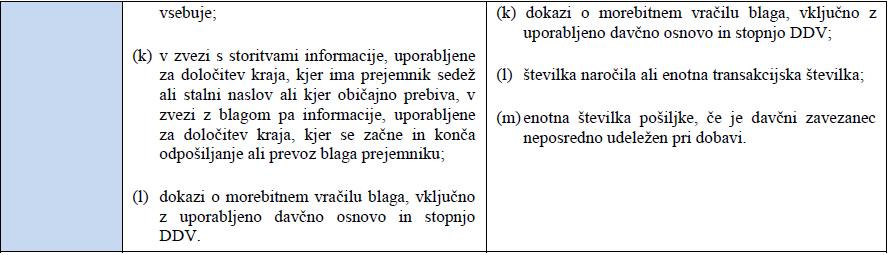 vsebuje;
(k) v zvezi s storitvami informacije, uporabljene
za določitev kraja, kjer ima prejemnik sedež
ali stalni naslov ali kjer običajno prebiva, v
zvezi z blagom pa informacije, uporabljene
za določitev kraja, kjer se začne in konča
odpošiljanje ali prevoz blaga prejemniku;
(l) dokazi o morebitnem vračilu blaga, vključno
z uporabljeno davčno osnovo in stopnjo
DDV.
(k) dokazi o morebitnem vračilu blaga, vključno z
uporabljeno davčno osnovo in stopnjo DDV;
(l) številka naročila ali enotna transakcijska številka;
(m) enotna številka pošiljke, če je davčni zavezanec
neposredno udeležen pri dobavi.